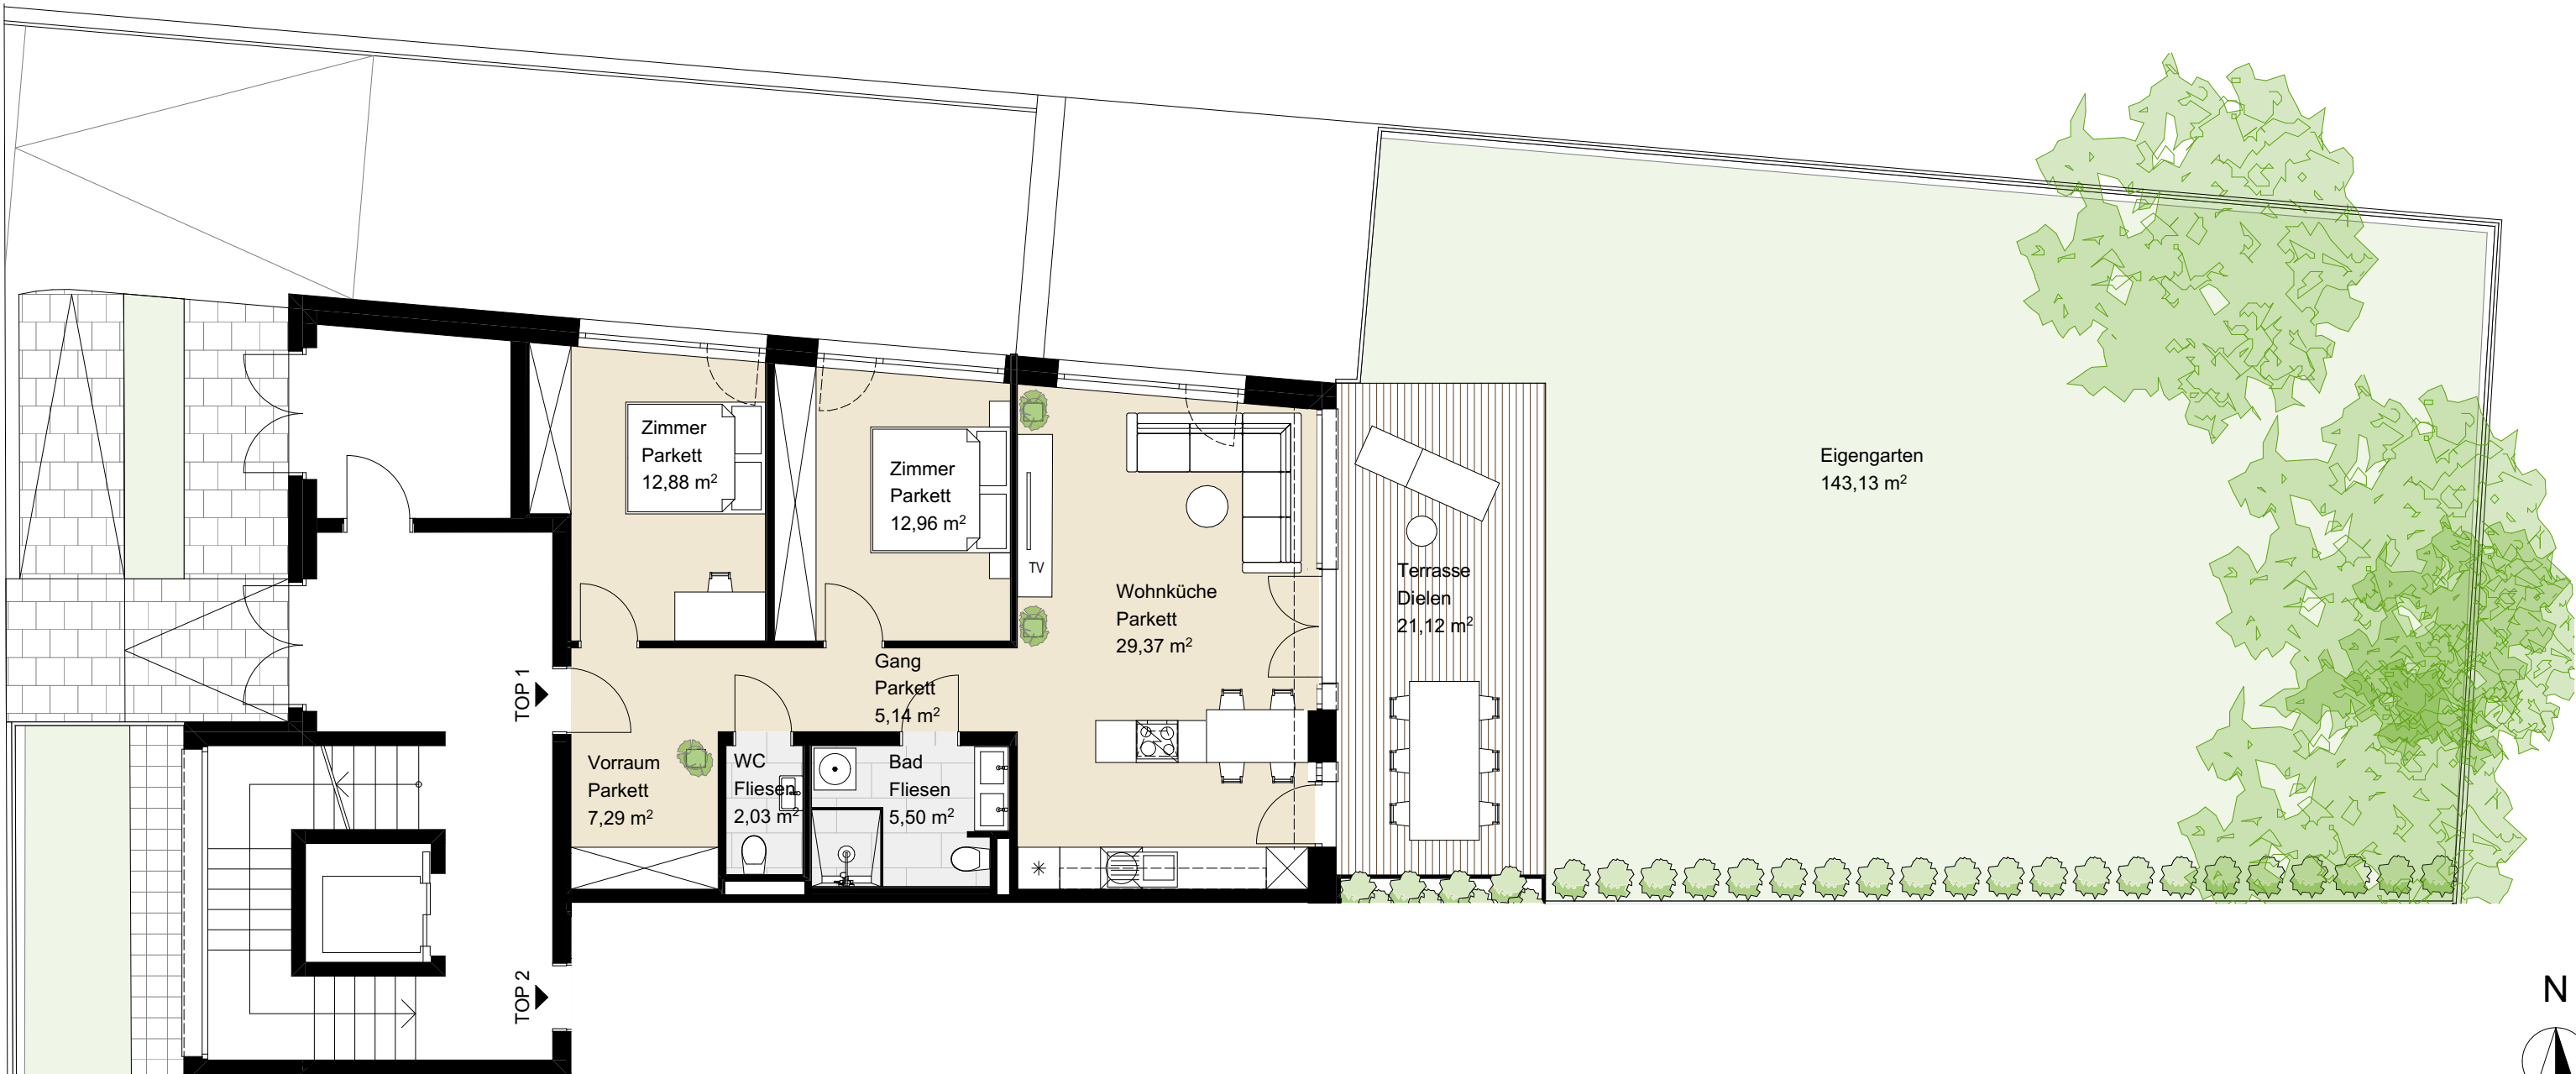 Zimmer
Parkett
12,88 m²
Zimmer
Parkett
12,96 m²
TV
Wohnküche
Parkett
29,37 m²
Terrasse
Dielen
21,12 m²
Eigengarten
143,13 m²
Gang
Parkett
5,14 m²
TOP 1
Vorraum
Parkett
7,29 m²
WC
Fliesen
2,03 m²
Bad
Fliesen
5,50 m²
TOP 2
N